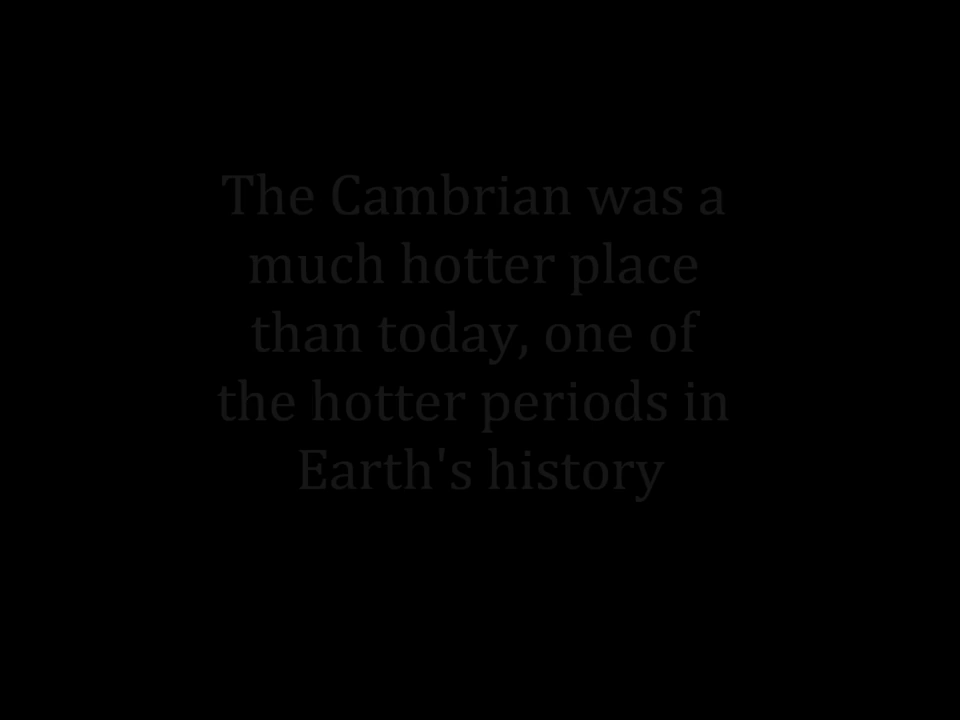 The Cambrian was a
much hotter place
than today, one of
the hotter periods in
Earth's history